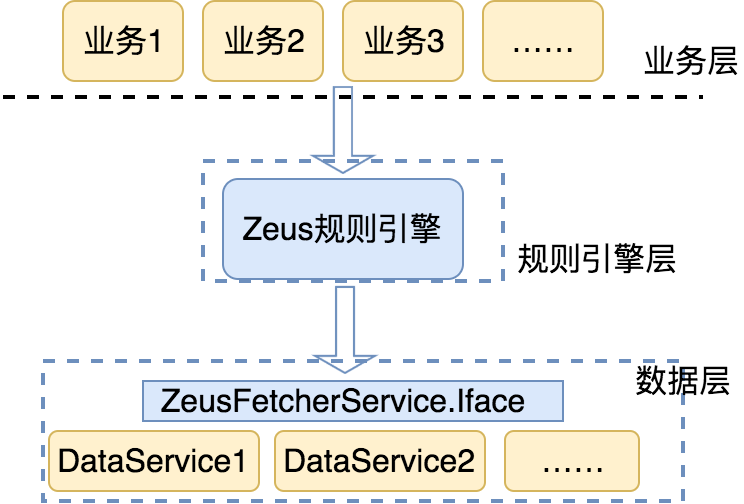 业务1
业务2
业务3
......
业务层
Zeus规则引擎
规则引擎层
数据层
ZeusFetcherService.Iface
DataService1
DataService2
......